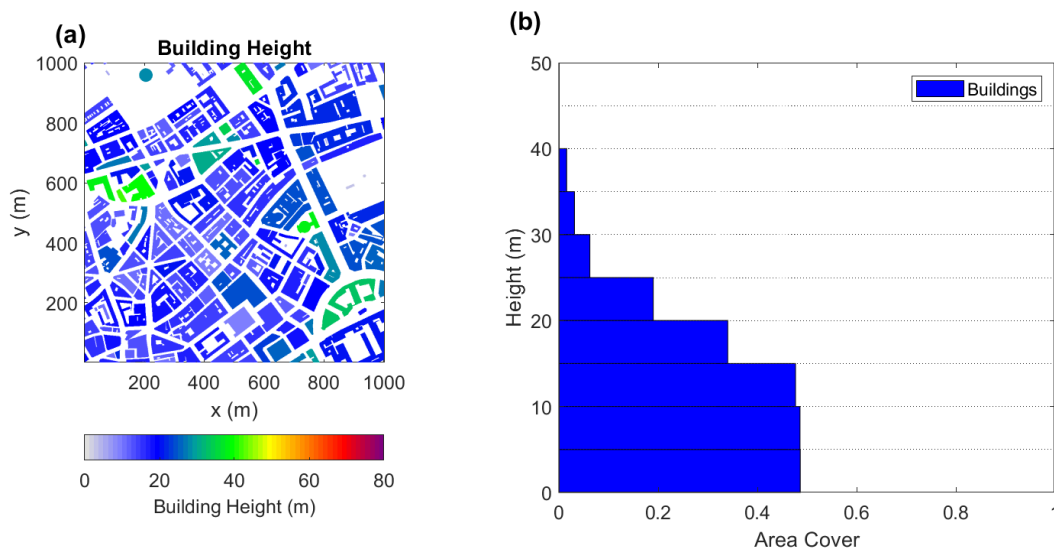 (a)
Building Height
1000
800
600
400
200
y (m)
200 400 600 800 1000
x (m)
0 20 40 60 80
Building Height (m)
(b)
50
40
30
20
10
0
Height (m)
Buildings
0 0.2 0.4 0.6 0.8 1
Area Cover